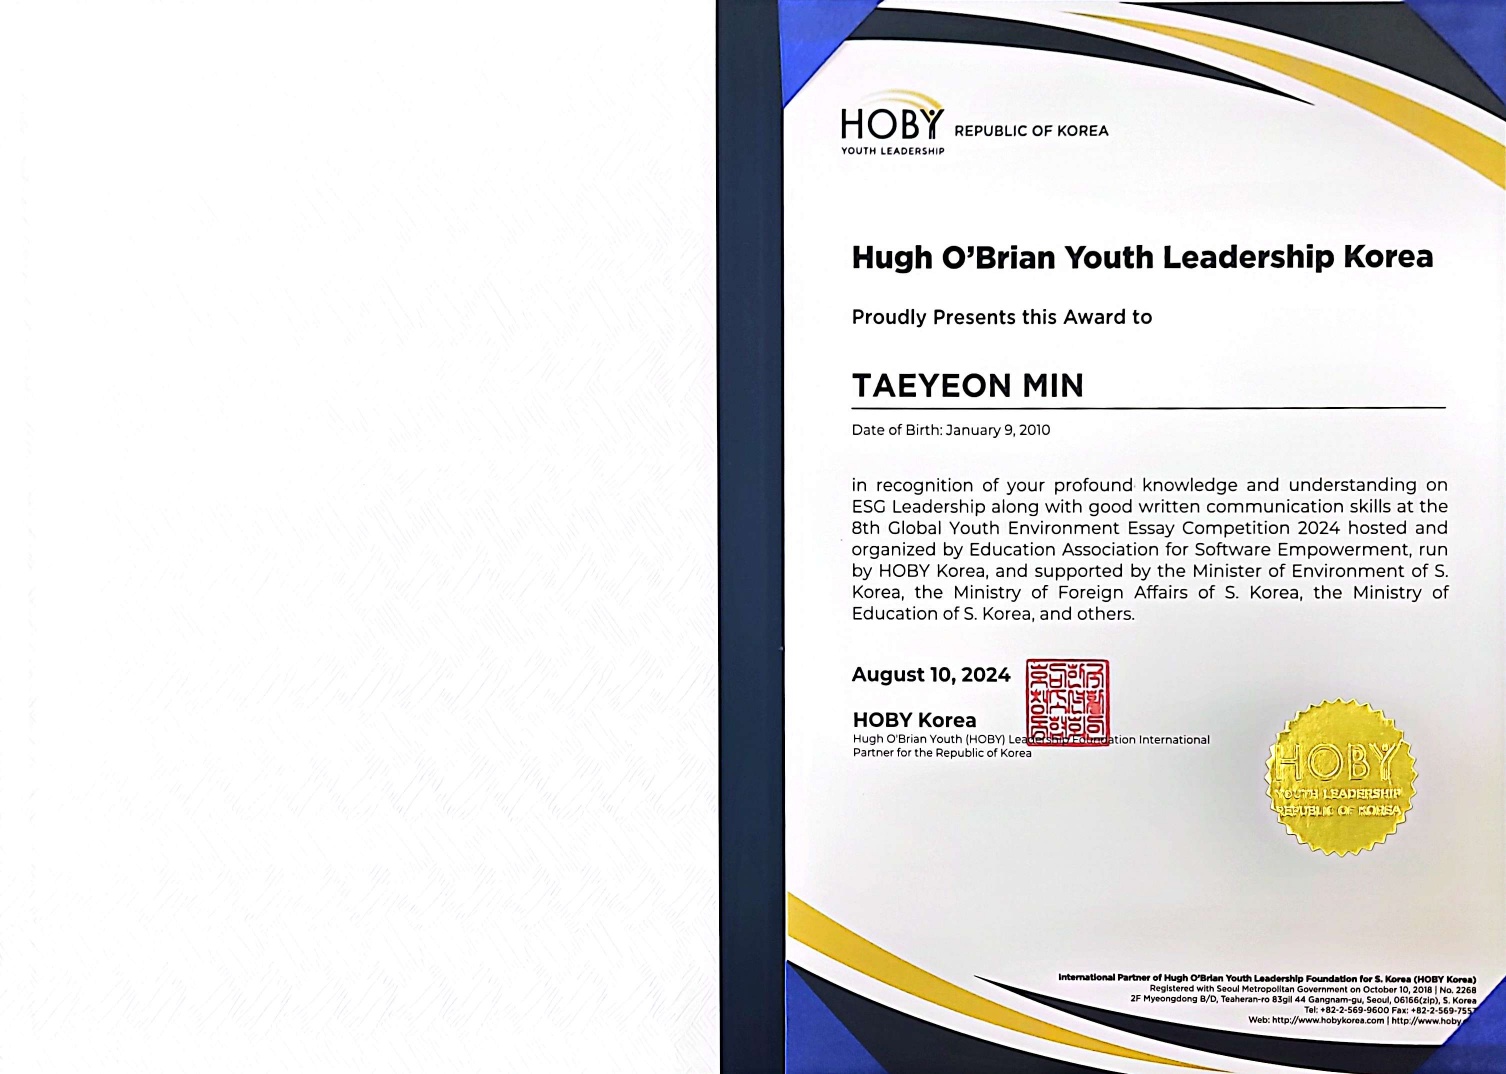 HOBY REPUBLIC OF KOREA
YOUTH LEADERSHIP
Hugh O'Brian Youth Leadership Korea
Proudly Presents this Award to
TAEYEON MIN
Date of Birth: January 9, 2010
in recognition of your profound knowledge and understanding on
ESG Leadership along with good written communication skills at the
8th Global Youth Environment Essay Competition 2024 hosted and
organized by Education Association for Software Empowerment, run
by HOBY Korea, and supported by the Minister of Environment of S.
Korea, the Ministry of Foreign Affairs of S. Korea, the Ministry of
Education of S. Korea, and others.
August 10, 2024
HOBY Korea
Hugh O'Brian Youth (HOBY) Leadership Foundation International
Partner for the Republic of Korea
HOBY
YOUTH LEADERSHIP
REPUBLIC OF KOREA
International Partner of Hugh O'Brian Youth Leadership Foundation for S. Korea (HOBY Korea)
Registered with Seoul Metropolitan Government on October 10, 2018 | No. 2268
2F Myeongdong B/D, Teaheran-ro 83gil 44 Gangnam-gu, Seoul, 06166(zip), S. Korea
Tel: +82-2-569-9600 Fax: +82-2-569-755
Web: http://www.hobykorea.com | http://www.hoby